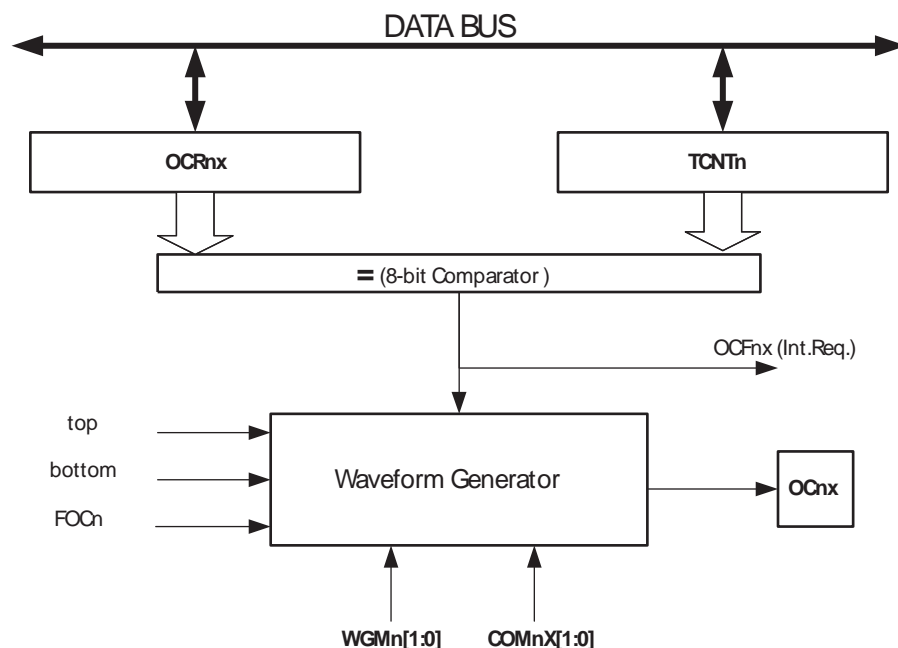 DATA BUS
OCRnx
TCNTn
= (8-bit Comparator )
OCFnx (Int.Req.)
top
bottom
FOCn
Waveform Generator
OCnx
WGMn[1:0]
COMnX[1:0]